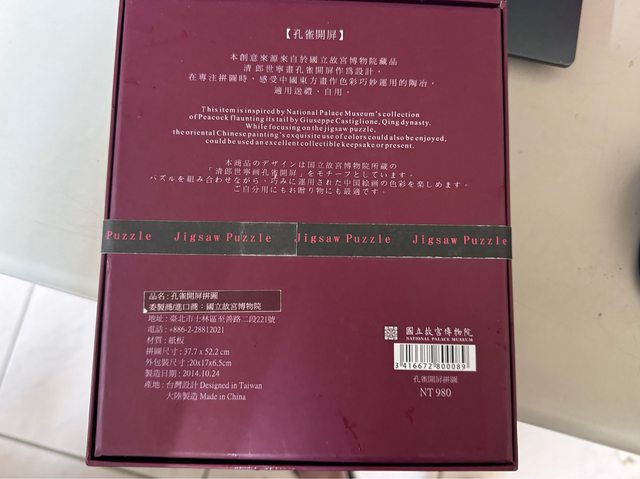 【孔雀開屏】
本創意來源來自於國立故宮博物院藏品
清郎世寧畫孔雀開屏作爲設計，
在專注拼圖時，感受中國東方畫作色彩巧妙運用的陶冶，
適用送禮，自用。
This item is inspired by National Palace Museum's collection
of Peacock flaunting its tail by Giuseppe Castiglione, Qing dynasty.
While focusing on the jigsaw puzzle,
the oriental Chinese painting's exquisite use of colors could also be enjoyed,
could be used an excellent collectible keepsake or present.
本商品のデザインは国立故宮博物院所蔵の
「清郎世寧画孔雀開屏」をモチーフとしています。
パズルを組み合わせながら、巧みに運用された中国絵画の色彩を楽しめます。
ご自分用にもお贈り物にも最適です。
Puzzle Jigsaw Puzzle Jigsaw Puzzle Jigsaw Puzzle
品名：孔雀開屏拼圖
委製商/進口商：國立故宮博物院
地址：臺北市士林區至善路二段221號
電話：+886-2-28812021
材質：紙板
拼圖尺寸：37.7 x 52.2 cm
外包裝尺寸：20x17x6.5cm
製造日期：2014.10.24
產地：台灣設計 Designed in Taiwan
大陸製造 Made in China
國立故宮博物院
NATIONAL PALACE MUSEUM
3 416672 800089
孔雀開屏拼圖
NT 980